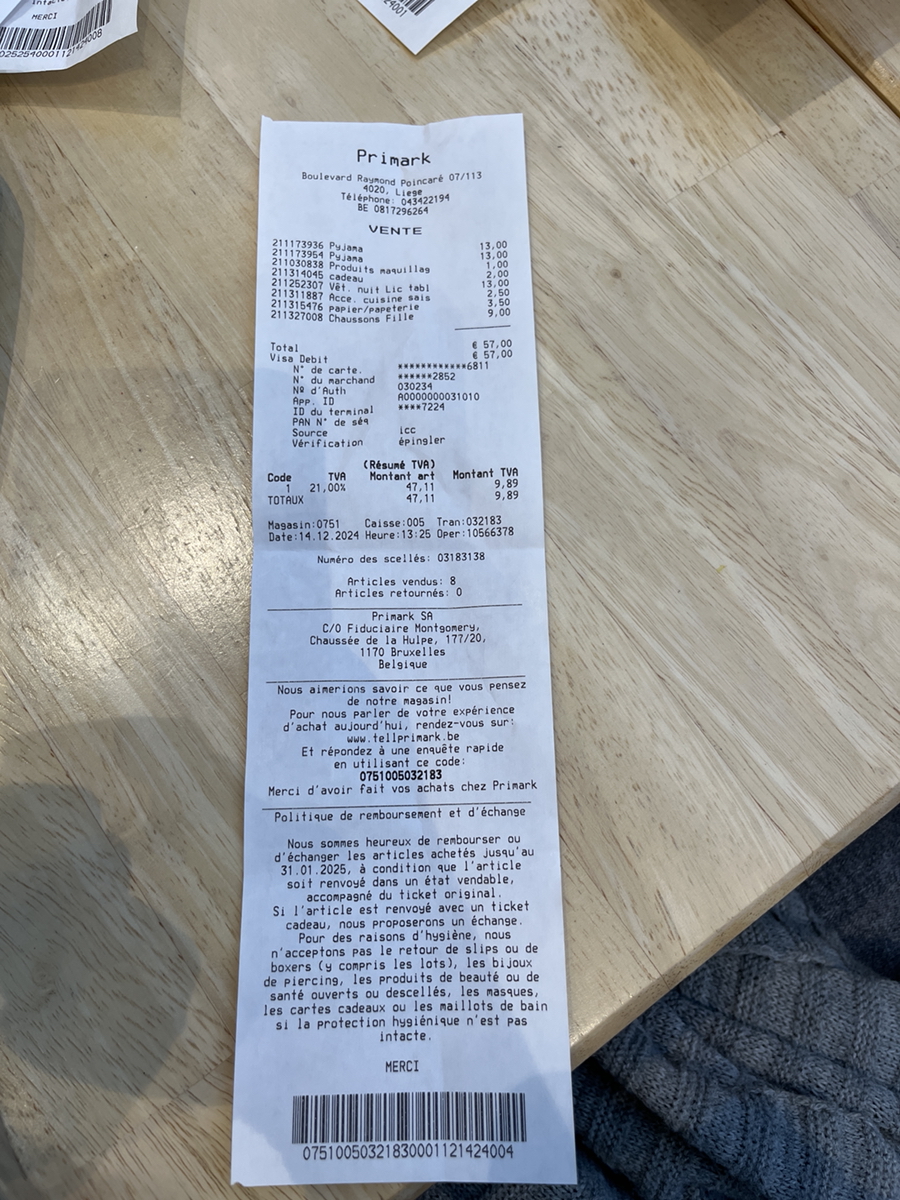 intac
MERCI
02525400011
24008
24001
Primark
Boulevard Raymond Poincaré 07/113
4020, Liege
Téléphone: 043422194
BE 0817296264
VENTE
211173936 Pyjama 13,00
211173954 Pyjama 13,00
211030838 Produits maquillag 1,00
211314045 cadeau 2,00
211252307 Vêt. nuit Lic tabl 13,00
211311887 Acce. cuisine sais 2,50
211315476 papier/papeterie 3,50
211327008 Chaussons Fille 9,00
Total € 57,00
Visa Debit € 57,00
N° de carte. ************6811
N° du marchand ******2852
Nº d'Auth 030234
App. ID A0000000031010
ID du terminal ****7224
PAN N° de séq
Source icc
Vérification épingler
(Résumé TVA)
Code TVA Montant art Montant TVA
1 21,00% 47,11 9,89
TOTAUX 47,11 9,89
Magasin:0751 Caisse:005 Tran:032183
Date:14.12.2024 Heure:13:25 Oper:10566378
Numéro des scellés: 03183138
Articles vendus: 8
Articles retournés: 0
Primark SA
C/O Fiduciaire Montgomery,
Chaussée de la Hulpe, 177/20,
1170 Bruxelles
Belgique
Nous aimerions savoir ce que vous pensez
de notre magasin!
Pour nous parler de votre expérience
d'achat aujourd'hui, rendez-vous sur:
www.tellprimark.be
Et répondez à une enquête rapide
en utilisant ce code:
0751005032183
Merci d'avoir fait vos achats chez Primark
Politique de remboursement et d'échange
Nous sommes heureux de rembourser ou
d'échanger les articles achetés jusqu'au
31.01.2025, à condition que l'article
soit renvoyé dans un état vendable,
accompagné du ticket original.
Si l'article est renvoyé avec un ticket
cadeau, nous proposerons un échange.
Pour des raisons d'hygiène, nous
n'acceptons pas le retour de slips ou de
boxers (y compris les lots), les bijoux
de piercing, les produits de beauté ou de
santé ouverts ou descellés, les masques,
les cartes cadeaux ou les maillots de bain
si la protection hygiénique n'est pas
intacte.
MERCI
07510050321830001121424004